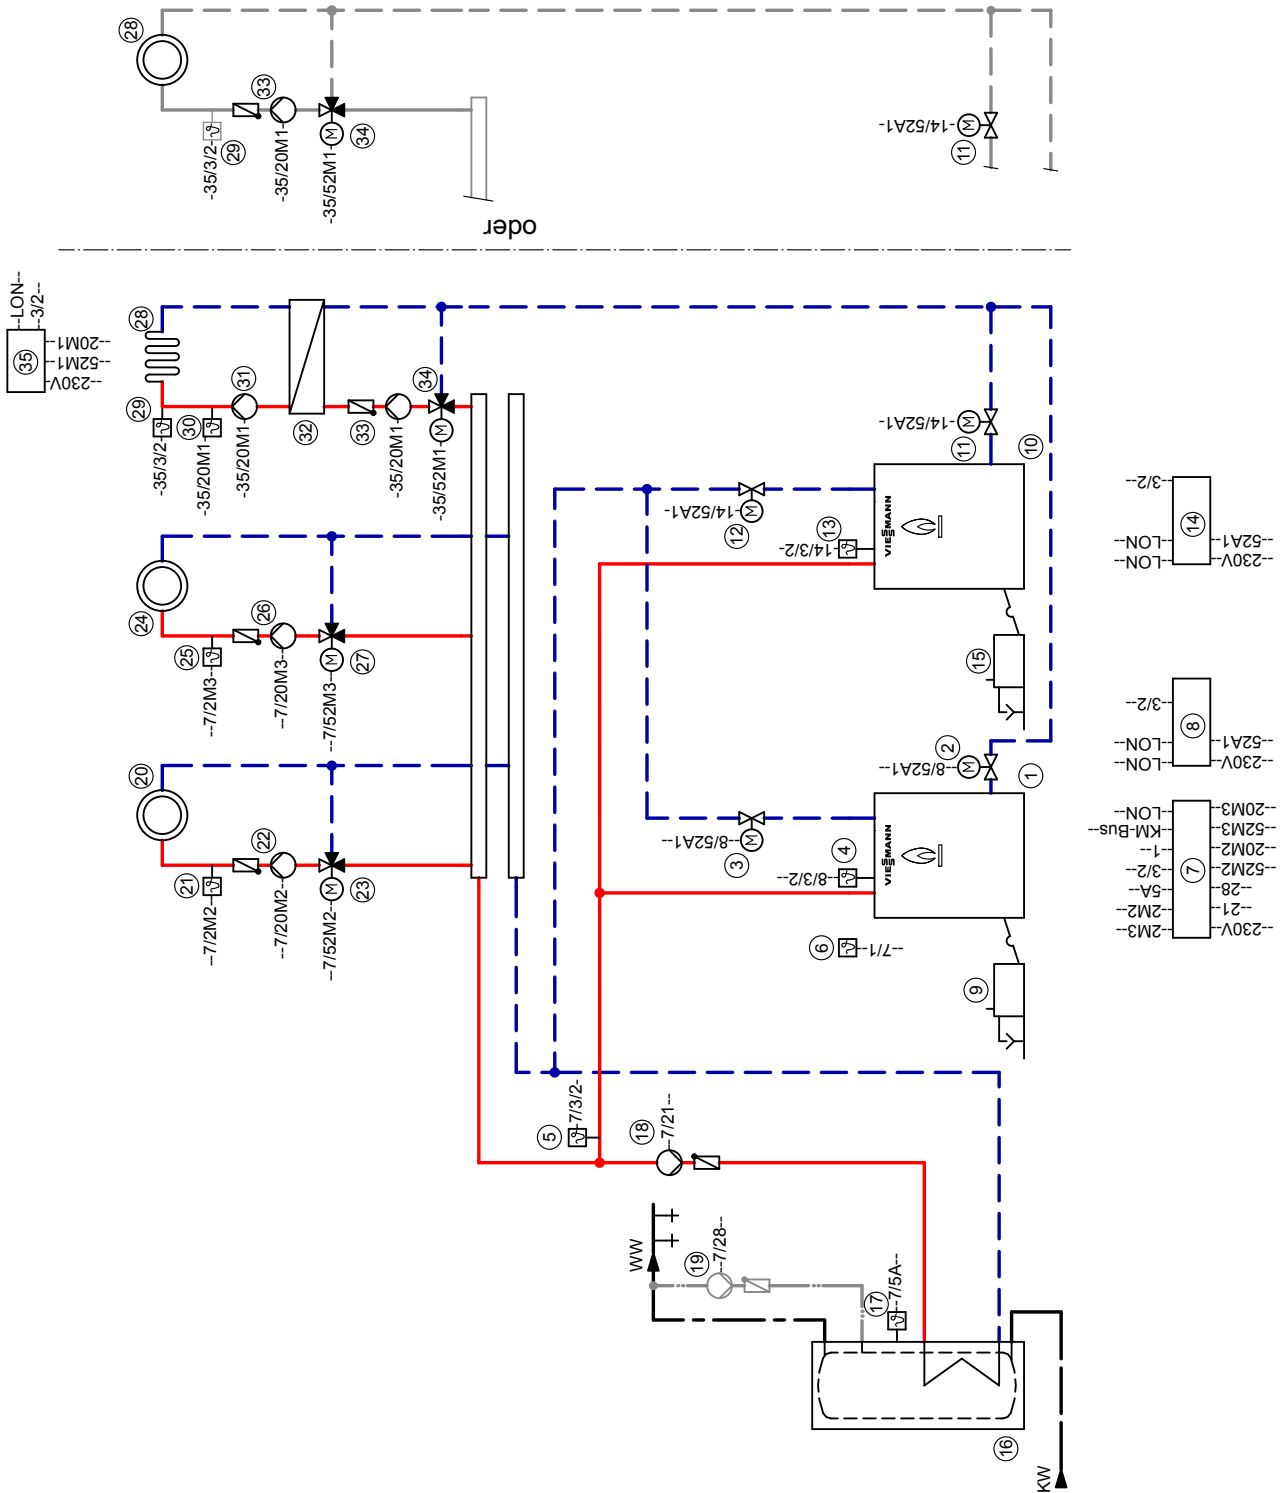 28
33
-35/3/2-
29
-35/20M1-
M
34
-35/52M1-
-14/52A1-
M
11
oder
--LON--
--3/2--
35
--20M1
--52M1
--230V
28
29
-35/3/2-
30
-35/20M1
31
-35/20M1-
32
33
-35/20M1-
34
M
-35/52M1-
-14/52A1-
M
11
10
12
M
-14/52A1-
13
-14/3/2-
VIESMANN
3/2--
LON--
LON--
14
--52A1
--230V
24
25
--7/2M3--
26
--7/20M3--
M
27
--7/52M3--
15
20
21
--7/2M2--
22
--7/20M2--
M
23
--7/52M2--
3
M
--8/52A1--
4
--8/3/2--
VIESMANN
--8/52A1--
M
2
1
3/2--
LON--
LON--
8
--52A1
--230V
6
--7/1--
9
LON--
KM-Bus--
1--
3/2--
5A--
2M2--
2M3--
7
--20M3
--52M3
--20M2
--52M2
--28
--21
--230V
5
-7/3/2-
18
--7/21--
WW
19
--7/28--
17
--7/5A--
16
KW